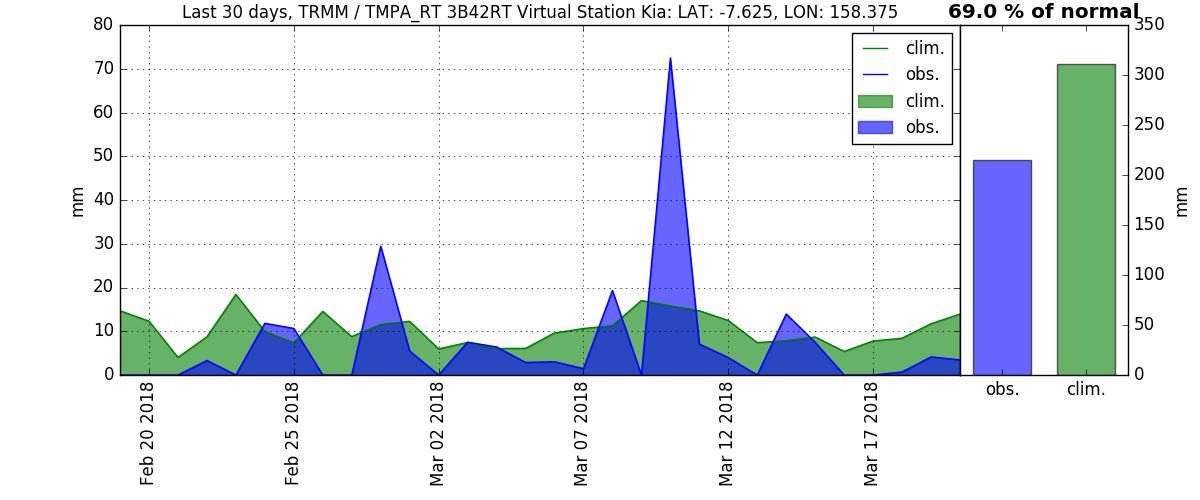 Last 30 days, TRMM / TMPA_RT 3B42RT Virtual Station Kia: LAT: -7.625, LON: 158.375
69.0 % of normal
80
70
60
50
40
30
20
10
0
mm
clim.
obs.
clim.
obs.
350
300
250
200
150
100
50
0
mm
obs.
clim.
Feb 20 2018
Feb 25 2018
Mar 02 2018
Mar 07 2018
Mar 12 2018
Mar 17 2018